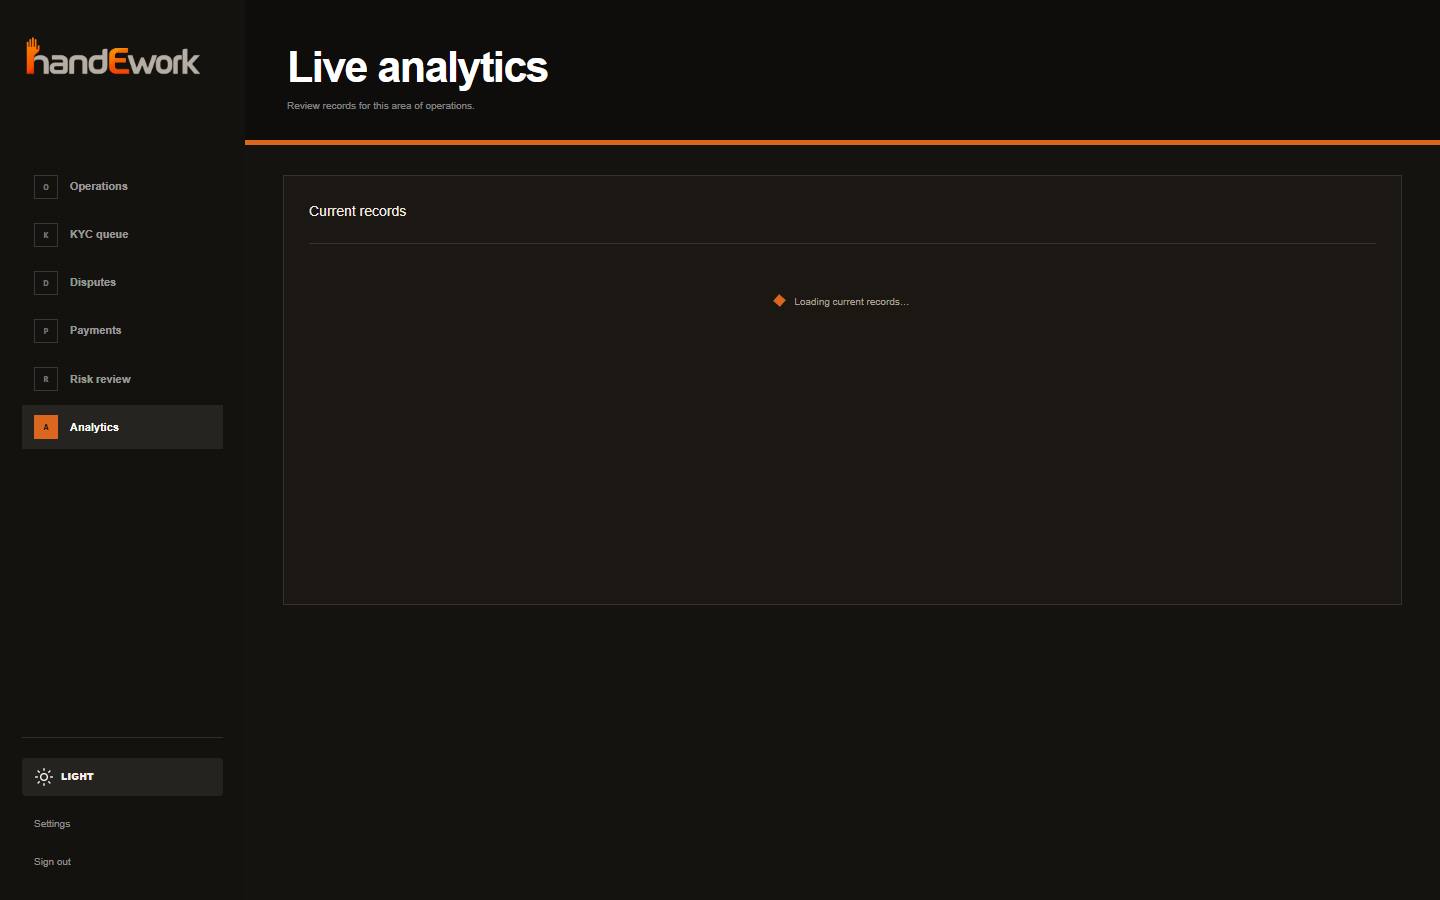 handEwork
Live analytics
Review records for this area of operations.
O Operations
K KYC queue
D Disputes
P Payments
R Risk review
A Analytics
Current records
Loading current records...
LIGHT
Settings
Sign out